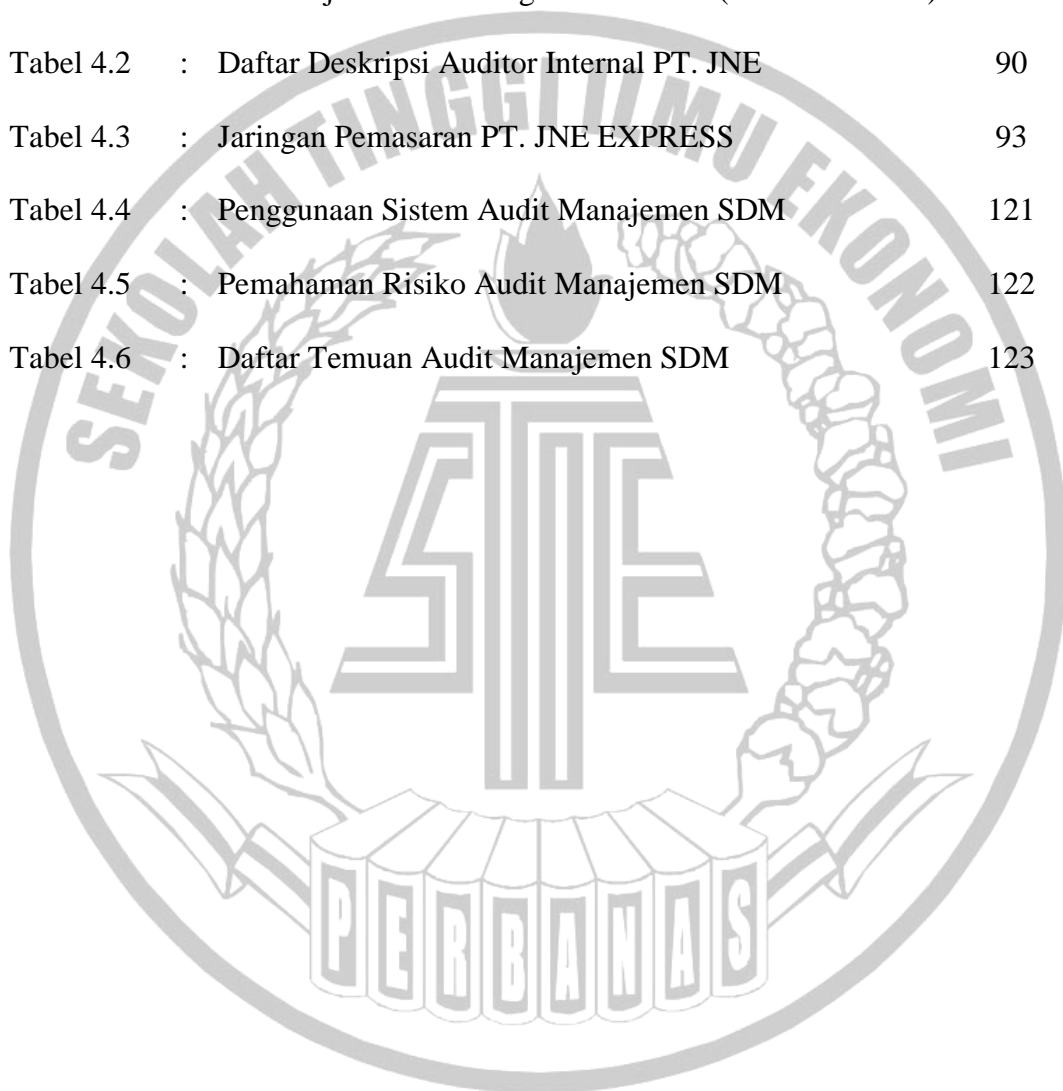 Tabel 4.2 : Daftar Deskripsi Auditor Internal PT. JNE 90
Tabel 4.3 : Jaringan Pemasaran PT. JNE EXPRESS 93
Tabel 4.4 : Penggunaan Sistem Audit Manajemen SDM 121
Tabel 4.5 : Pemahaman Risiko Audit Manajemen SDM 122
Tabel 4.6 : Daftar Temuan Audit Manajemen SDM 123
SEKOLAH TINGGI ILMU EKONOMI
STIE
PERBANAS